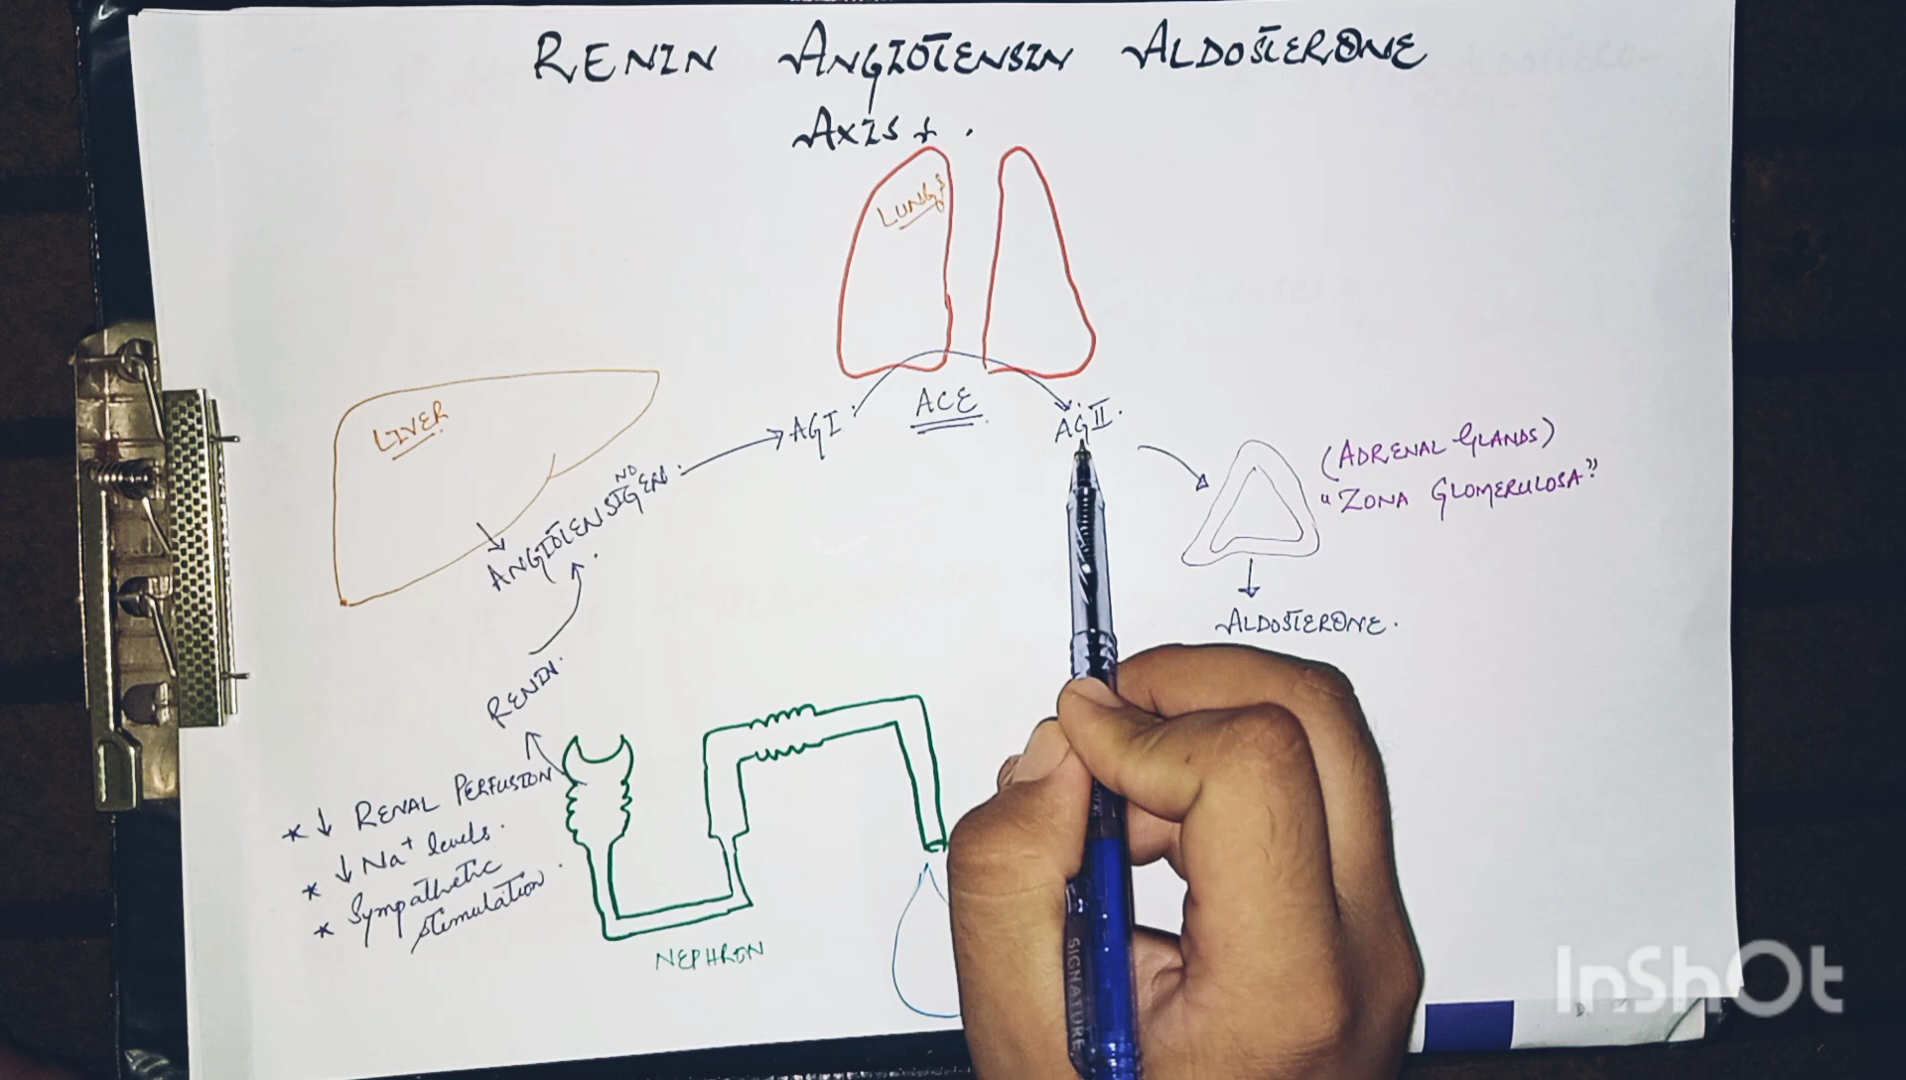 RENIN ANGIOTENSIN ALDOSTERONE
AXIS
LUNGS
LIVER
ACE
AGI.
AGII.
(ADRENAL GLANDS)
"ZONA GLOMERULOSA"
NO
ANGIOTENSIGEN.
ALDOSTERONE.
RENIN.
* ↓ RENAL PERFUSION
* ↓ Na+ levels.
* Sympathetic
stimulation.
NEPHRON
SIGNATURE
InShOt